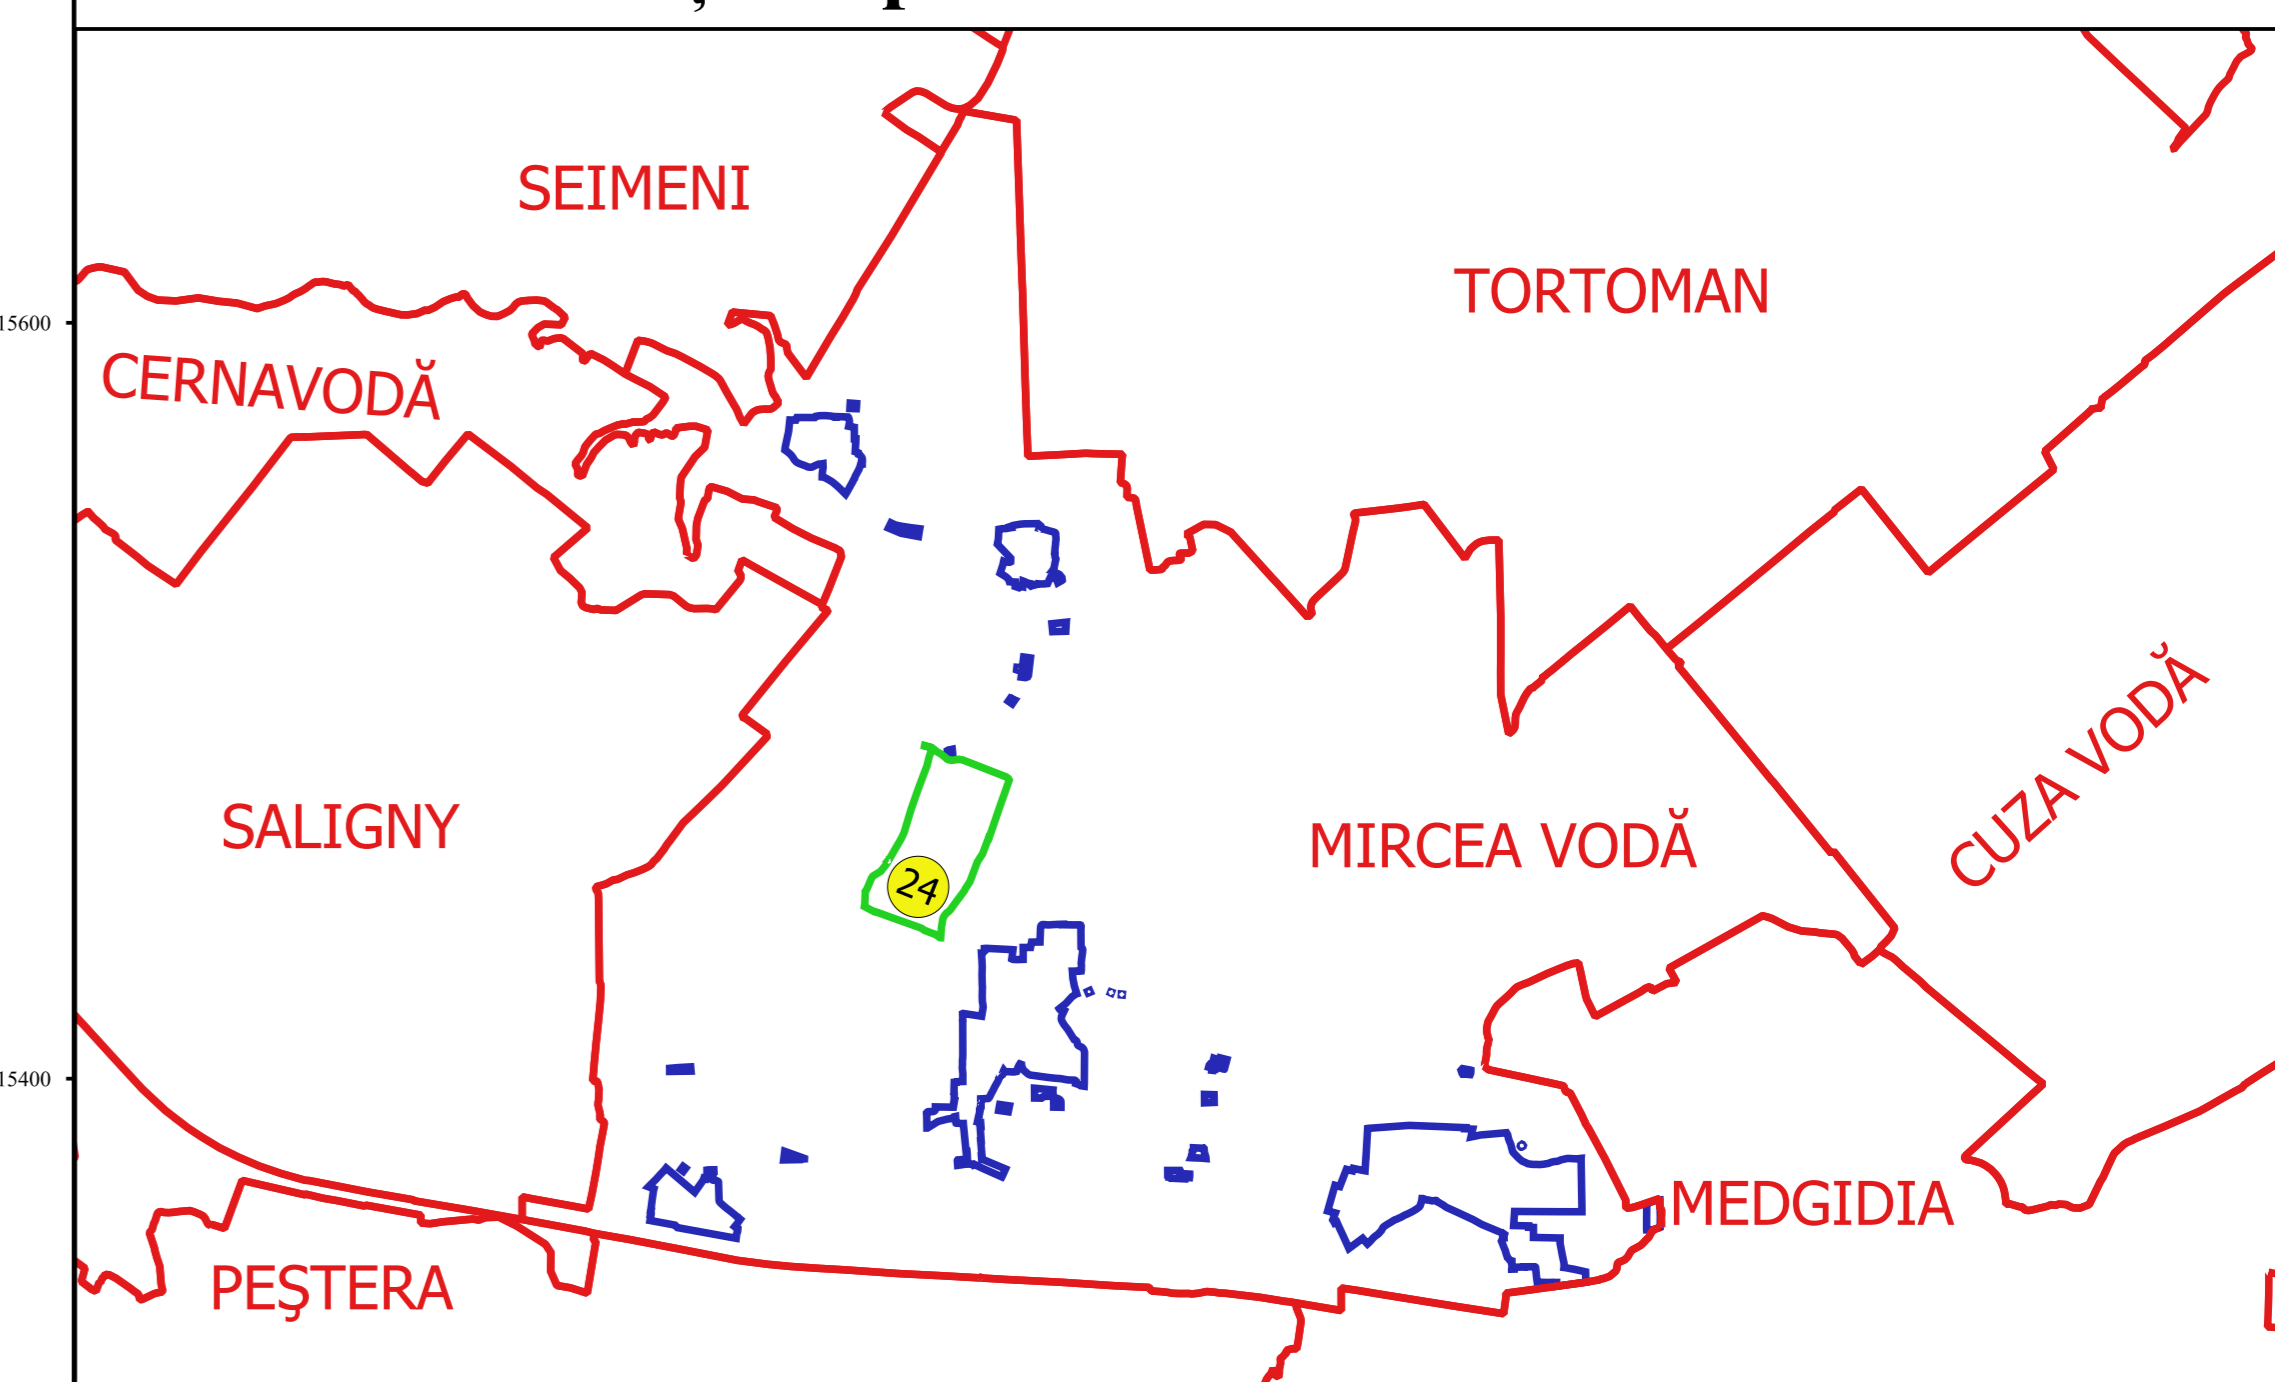 SEIMENI
TORTOMAN
15600
CERNAVODĂ
CUZA VODĂ
SALIGNY
MIRCEA VODĂ
24
15400
MEDGIDIA
PEŞTERA